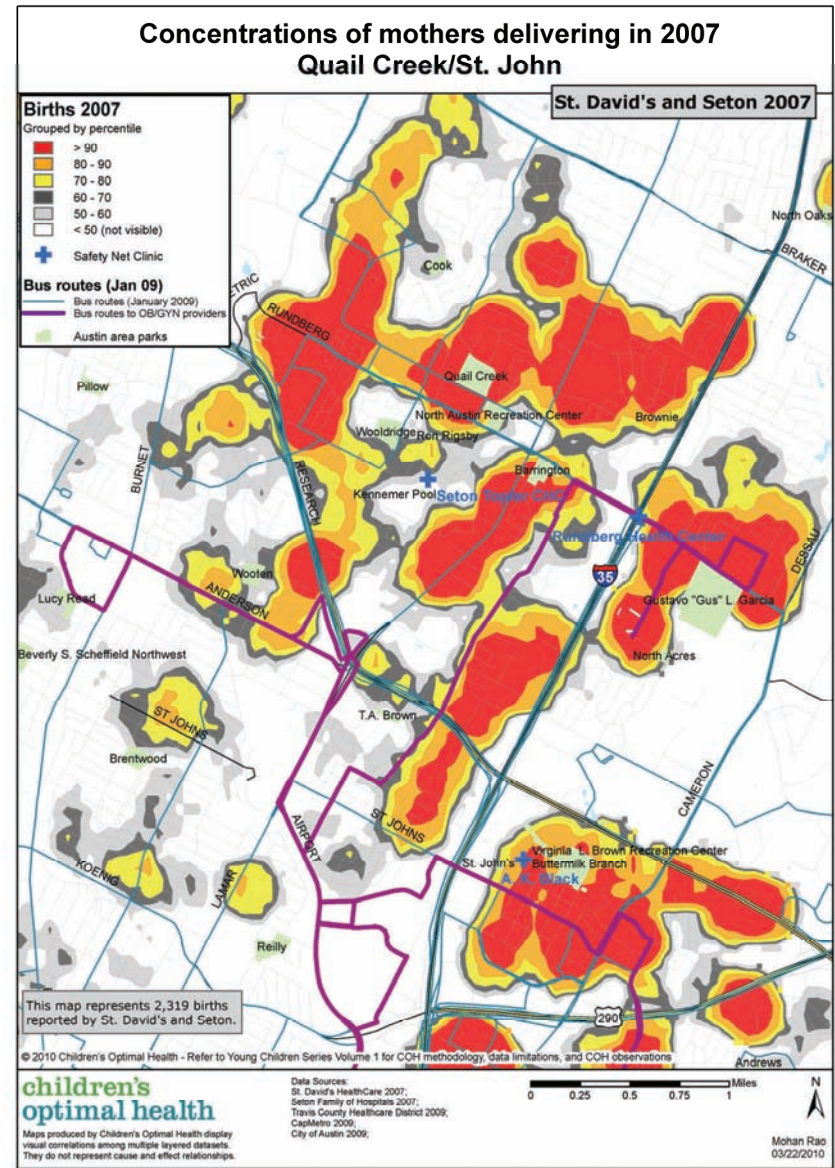 Concentrations of mothers delivering in 2007
Quail Creek/St. John
St. David's and Seton 2007
Births 2007
Grouped by percentile
> 90
80 - 90
70 - 80
60 - 70
50 - 60
< 50 (not visible)
Safety Net Clinic
Bus routes (Jan 09)
Bus routes (January 2009)
Bus routes to OB/GYN providers
Austin area parks
North Oaks
BRAKER
Cook
ETRIC
RUNDBERG
Pillow
Quail Creek
North Austin Recreation Center
Brownie
Wooldridge
Ron Rigsby
BURNET
Barrington
RESEARCH
Kennemer Pool
Seton Topfer CHC
Rundberg Health Center
DESSAU
35
Wooten
ANDERSON
Lucy Read
Gustavo "Gus" L. Garcia
Beverly S. Scheffield Northwest
North Acres
ST JOHNS
T.A. Brown
Brentwood
CAMERON
ST JOHNS
AIRPORT
Virginia L. Brown Recreation Center
St. John's
Buttermilk Branch
A. K. Black
KOENIG
LAMAR
Reilly
290
This map represents 2,319 births
reported by St. David's and Seton.
© 2010 Children's Optimal Health - Refer to Young Children Series Volume 1 for COH methodology, data limitations, and COH observations
Andrews
children's
optimal health
Maps produced by Children's Optimal Health display
visual correlations among multiple layered datasets.
They do not represent cause and effect relationships.
Data Sources:
St. David's HealthCare 2007;
Seton Family of Hospitals 2007;
Travis County Healthcare District 2009;
CapMetro 2009;
City of Austin 2009;
Miles
0 0.25 0.5 0.75 1
N
Mohan Rao
03/22/2010